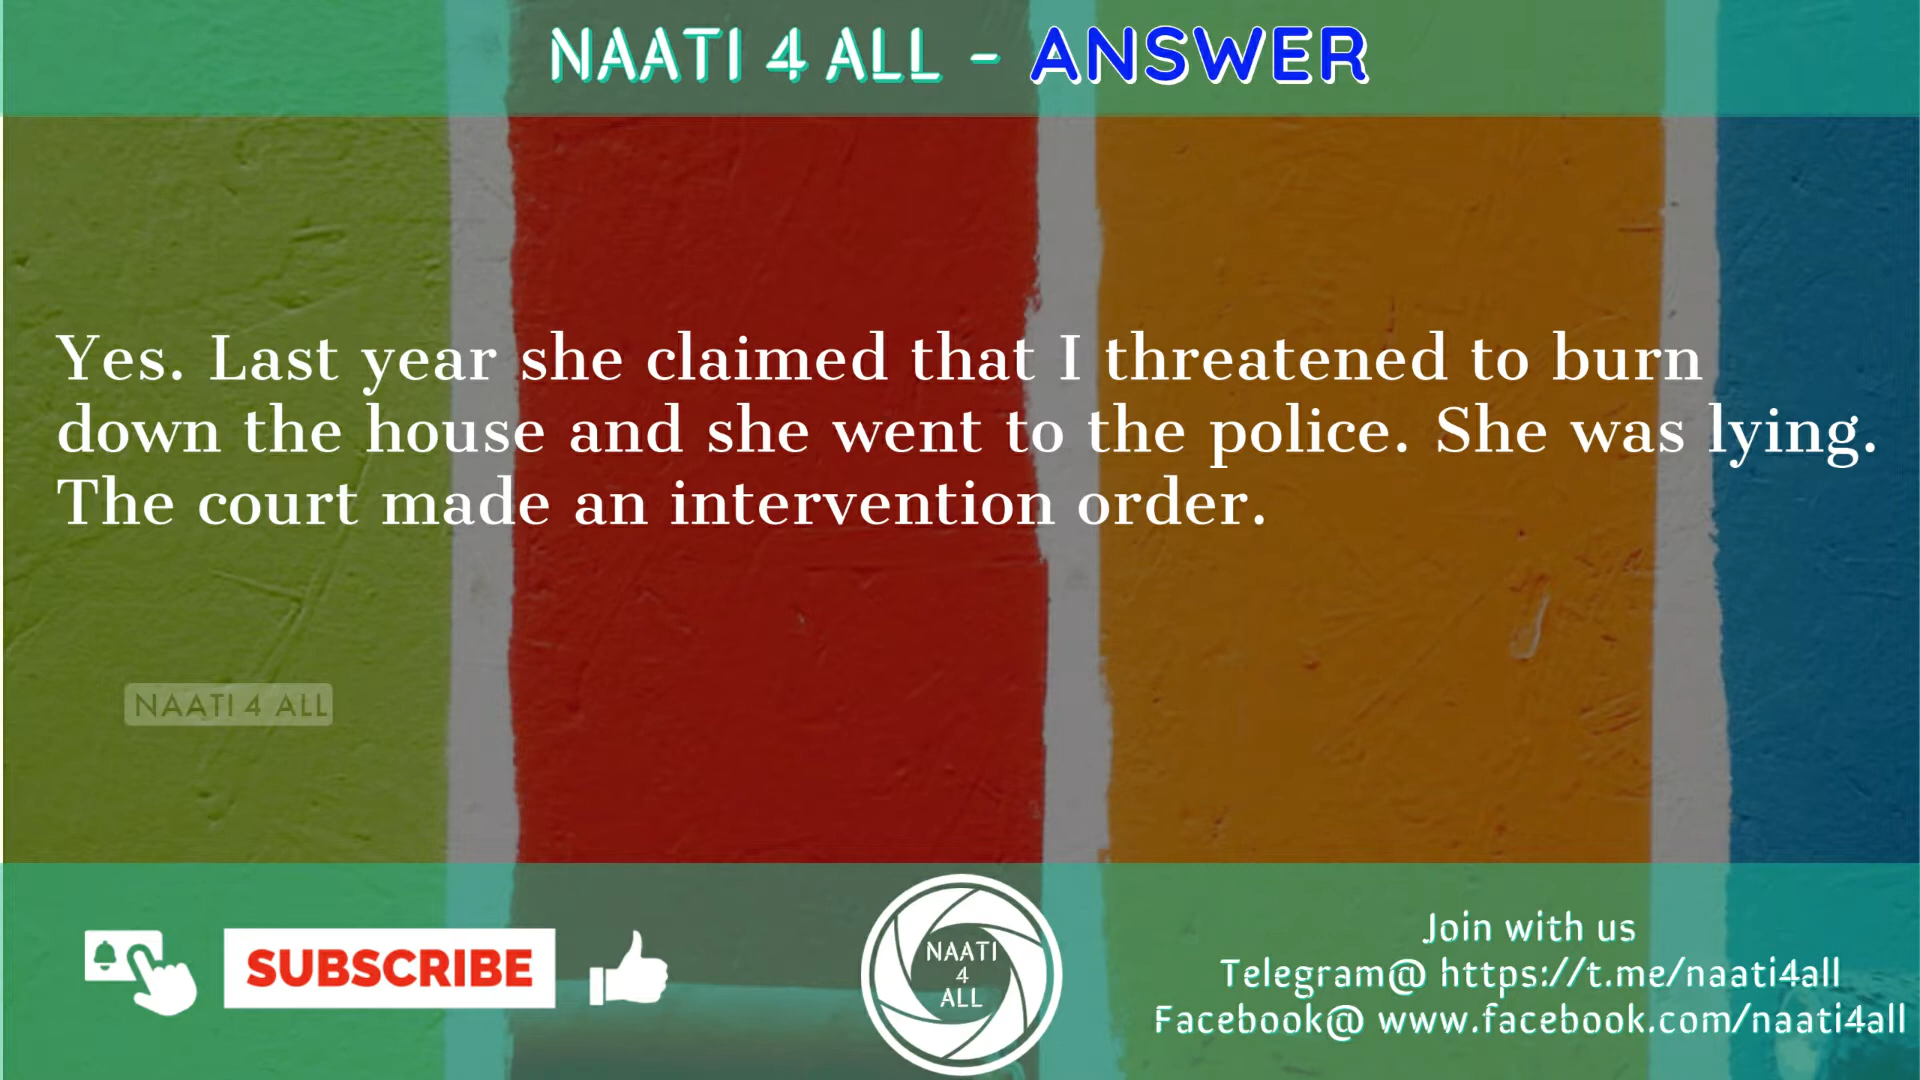 NAATI 4 ALL - ANSWER
Yes. Last year she claimed that I threatened to burn
down the house and she went to the police. She was lying.
The court made an intervention order.
NAATI 4 ALL
SUBSCRIBE
NAATI
4
ALL
Join with us
Telegram@ https://t.me/naati4all
Facebook@ www.facebook.com/naati4all